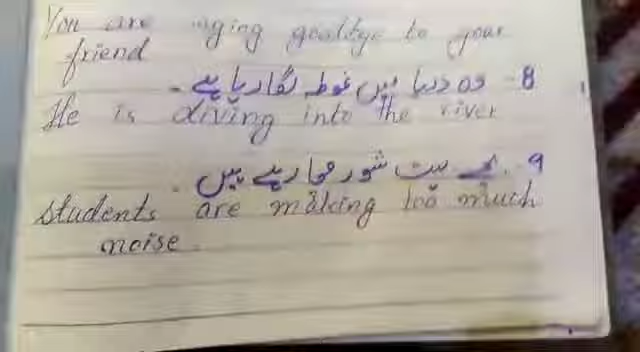 You are saying goodbye to your
friend
8- وہ دریا میں غوطہ لگا رہا ہے۔
He is diving into the river
9. بچے بہت شور مچا رہے ہیں۔
students are making too much
noise.